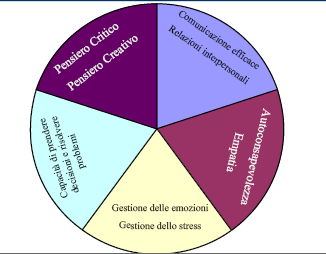 Pensiero Critico
Pensiero Creativo
Comunicazione efficace
Relazioni interpersonali
Autoconsapevolezza
Empatia
Gestione delle emozioni
Gestione dello stress
Capacità di prendere
decisioni e risolvere
problemi